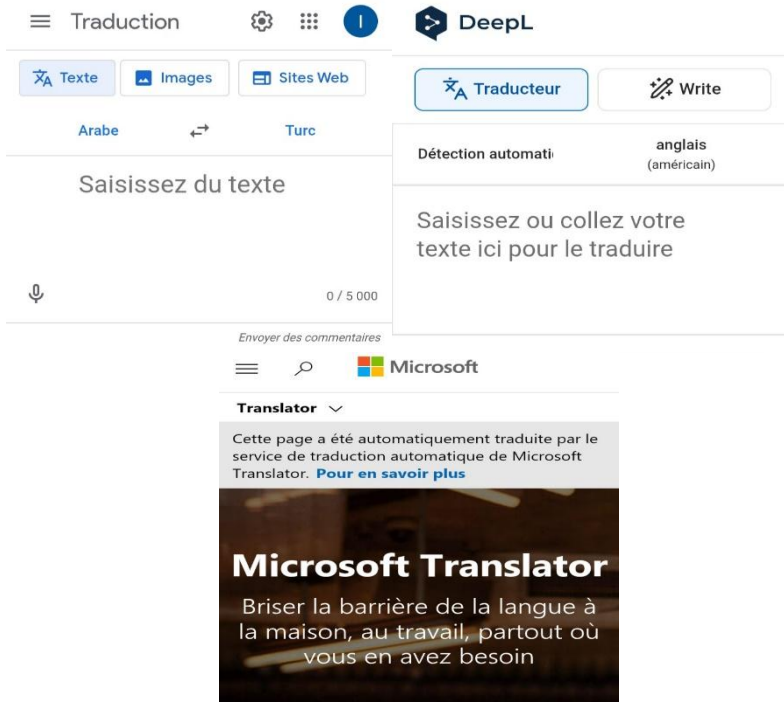 Traduction
I
Texte
Images
Sites Web
Arabe
Turc
Saisissez du texte
0 / 5 000
Envoyer des commentaires
DeepL
Traducteur
Write
Détection automati
anglais
(américain)
Saisissez ou collez votre
texte ici pour le traduire
Microsoft
Translator
Cette page a été automatiquement traduite par le
service de traduction automatique de Microsoft
Translator. Pour en savoir plus
Microsoft Translator
Briser la barrière de la langue à
la maison, au travail, partout où
vous en avez besoin